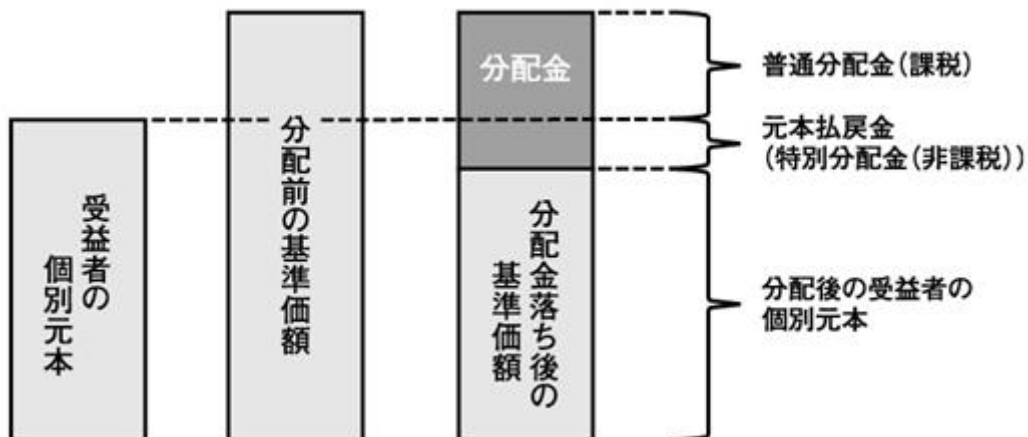 受益者の
個別元本
分配前の基準価額
分配金
分配金落ち後の
基準価額
普通分配金(課税)
元本払戻金
(特別分配金(非課税))
分配後の受益者の
個別元本